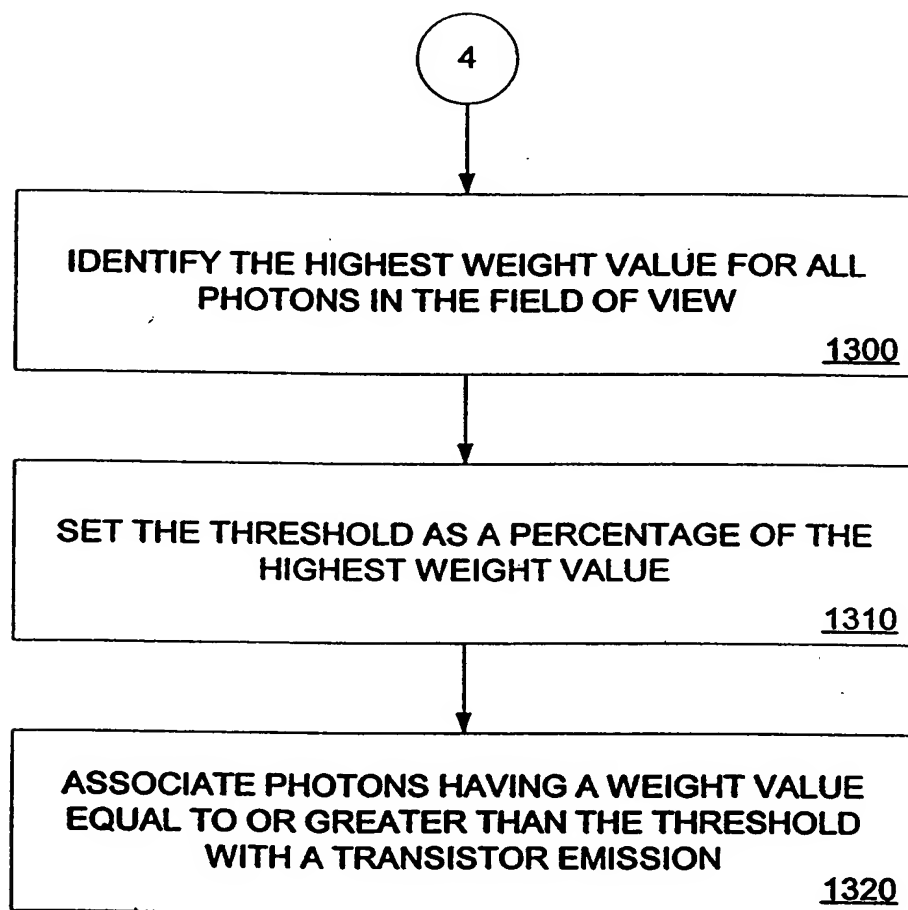 4
IDENTIFY THE HIGHEST WEIGHT VALUE FOR ALL
PHOTONS IN THE FIELD OF VIEW
1300
SET THE THRESHOLD AS A PERCENTAGE OF THE
HIGHEST WEIGHT VALUE
1310
ASSOCIATE PHOTONS HAVING A WEIGHT VALUE
EQUAL TO OR GREATER THAN THE THRESHOLD
WITH A TRANSISTOR EMISSION
1320